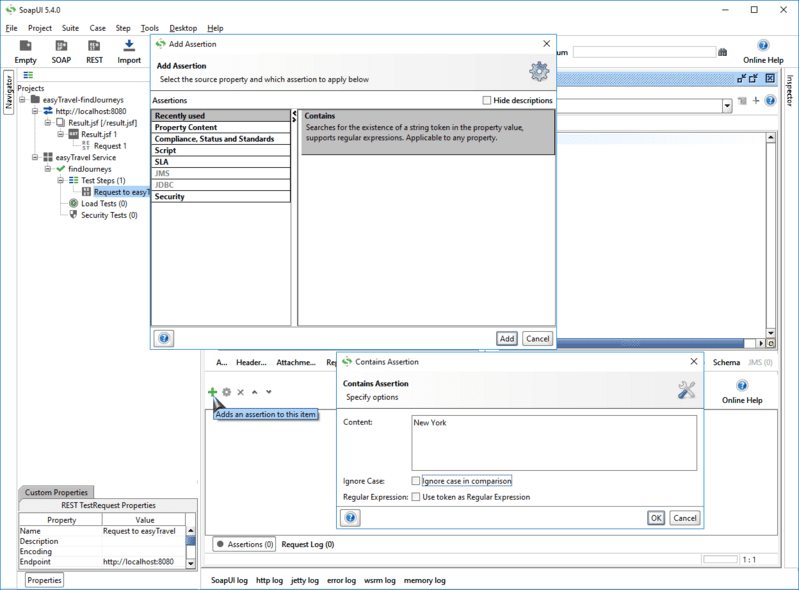 SoapUI 5.4.0
File Project Suite Case Step Tools Desktop Help
Empty SOAP REST Import
Online Help
Navigator
Projects
easyTravel-findJourneys
http://localhost:8080
Result.jsf [/result.jsf]
Result.jsf 1
Request 1
easyTravel Service
findJourneys
Test Steps (1)
Request to easyT
Load Tests (0)
Security Tests (0)
Add Assertion
Add Assertion
Select the source property and which assertion to apply below
Assertions
Hide descriptions
Recently used
Property Content
Compliance, Status and Standards
Script
SLA
JMS
JDBC
Security
Contains
Searches for the existence of a string token in the property value,
supports regular expressions. Applicable to any property.
Add Cancel
Inspector
A... Header... Attachme...
Schema JMS (0)
Adds an assertion to this item
Online Help
Contains Assertion
Contains Assertion
Specify options
Content: New York
Ignore Case: Ignore case in comparison
Regular Expression: Use token as Regular Expression
OK Cancel
Custom Properties
REST TestRequest Properties
Property Value
Name Request to easyTravel
Description
Encoding
Endpoint http://localhost:8080
Properties
Assertions (0) Request Log (0)
1 : 1
SoapUI log http log jetty log error log wsrm log memory log